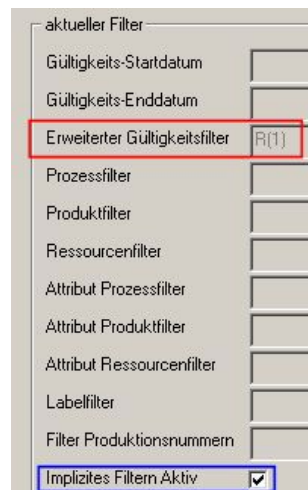 aktueller Filter
Gültigkeits-Startdatum
Gültigkeits-Enddatum
Erweiterter Gültigkeitsfilter R(1)
Prozessfilter
Produktfilter
Ressourcenfilter
Attribut Prozessfilter
Attribut Produktfilter
Attribut Ressourcenfilter
Labelfilter
Filter Produktionsnummern
Implizites Filtern Aktiv